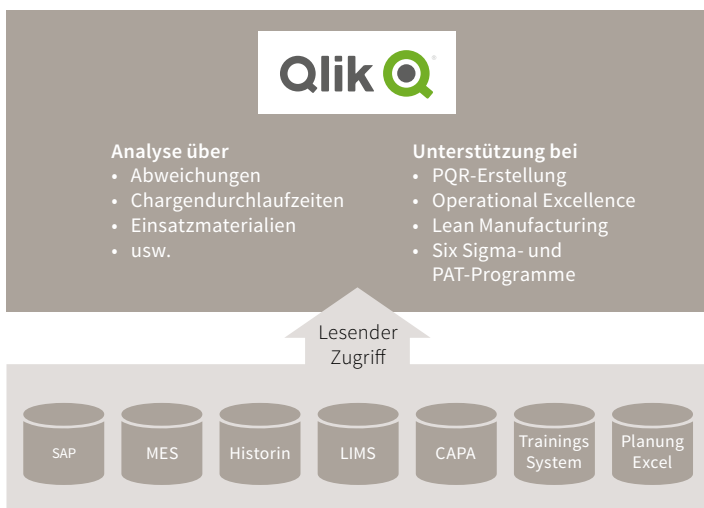 Qlik
Analyse über
• Abweichungen
• Chargendurchlaufzeiten
• Einsatzmaterialien
• usw.
Unterstützung bei
• PQR-Erstellung
• Operational Excellence
• Lean Manufacturing
• Six Sigma- und
PAT-Programme
Lesender
Zugriff
SAP
MES
Historin
LIMS
CAPA
Trainings
System
Planung
Excel